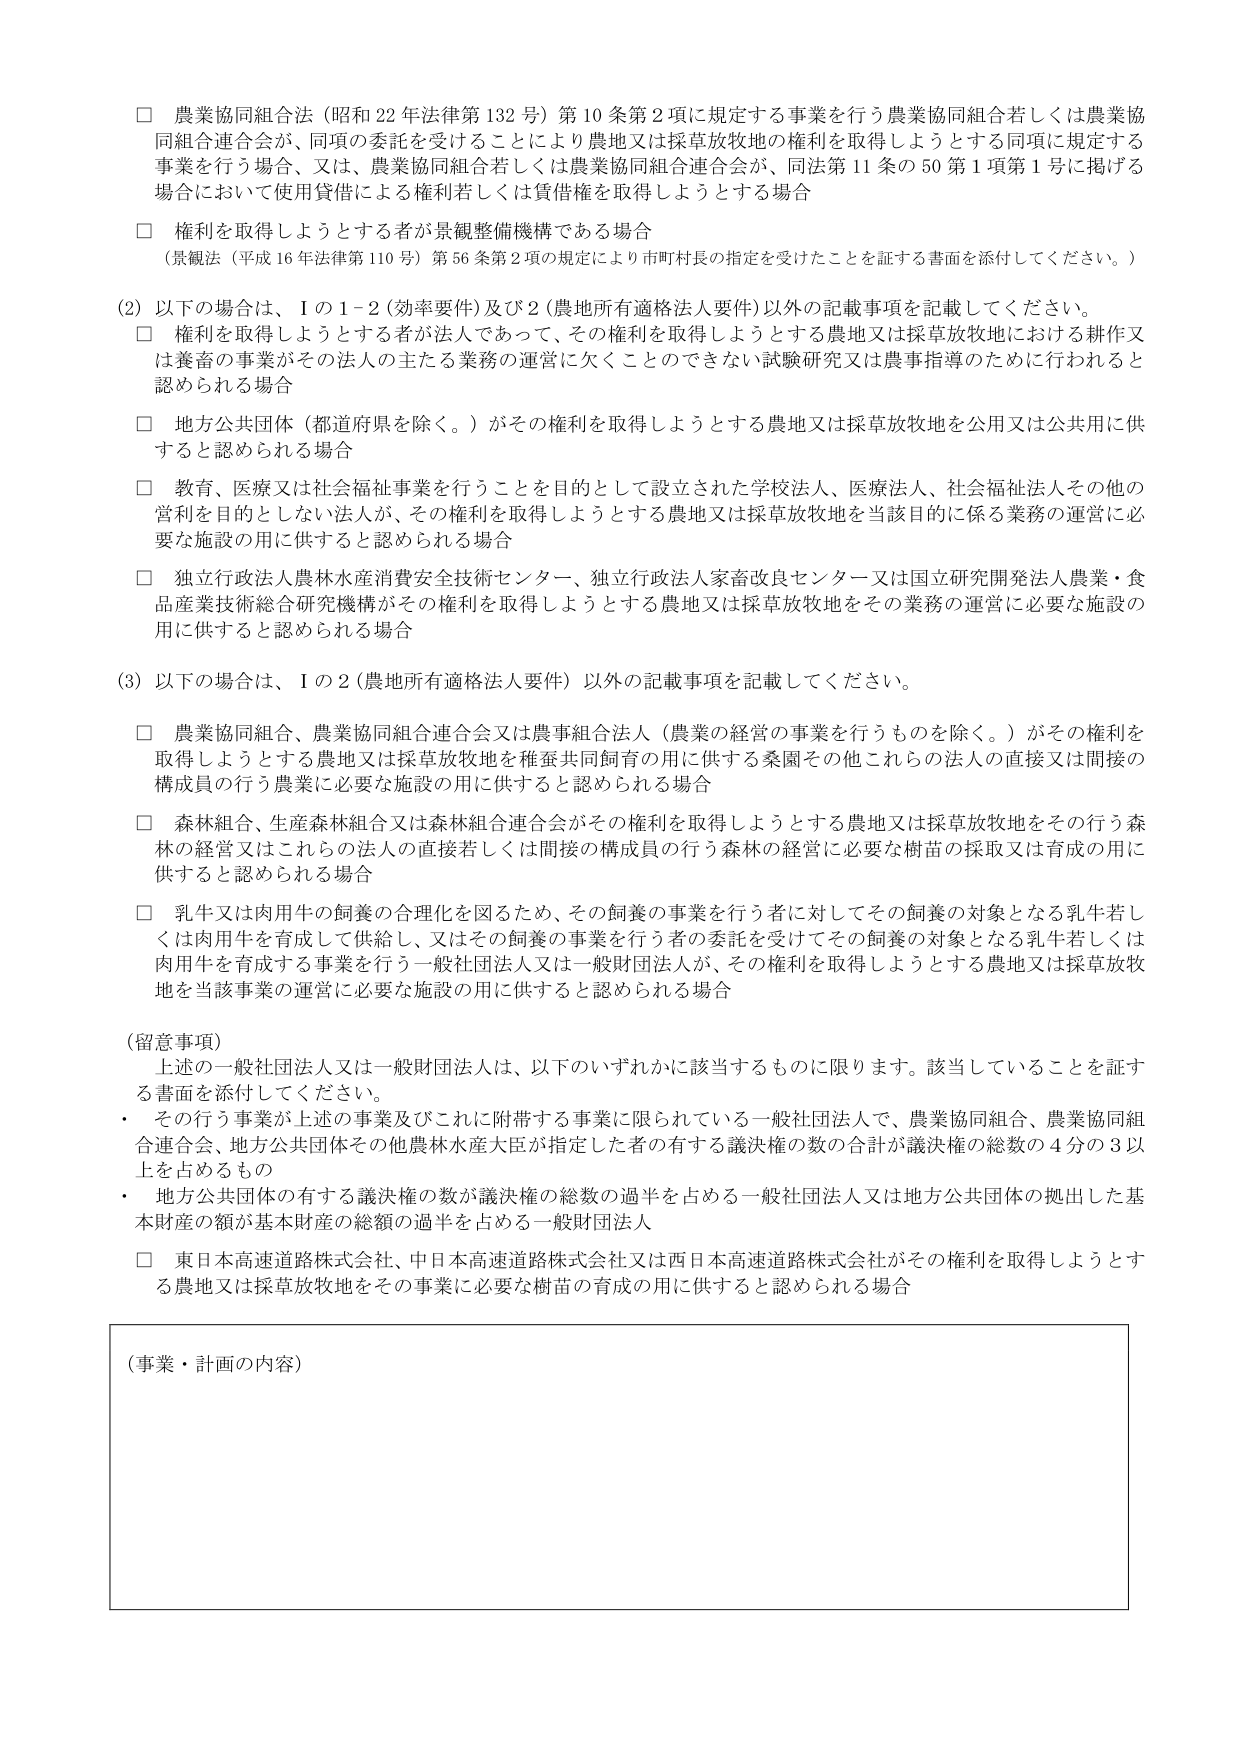 □　農業協同組合法（昭和 22 年法律第 132 号）第 10 条第２項に規定する事業を行う農業協同組合若しくは農業協
同組合連合会が、同項の委託を受けることにより農地又は採草放牧地の権利を取得しようとする同項に規定する
事業を行う場合、又は、農業協同組合若しくは農業協同組合連合会が、同法第 11 条の 50 第１項第１号に掲げる
場合において使用貸借による権利若しくは賃借権を取得しようとする場合
□　権利を取得しようとする者が景観整備機構である場合
（景観法（平成 16 年法律第 110 号）第 56 条第２項の規定により市町村長の指定を受けたことを証する書面を添付してください。）
(2) 以下の場合は、Ⅰの１−２(効率要件)及び２(農地所有適格法人要件)以外の記載事項を記載してください。
□　権利を取得しようとする者が法人であって、その権利を取得しようとする農地又は採草放牧地における耕作又
は養畜の事業がその法人の主たる業務の運営に欠くことのできない試験研究又は農事指導のために行われると
認められる場合
□　地方公共団体（都道府県を除く。）がその権利を取得しようとする農地又は採草放牧地を公用又は公共用に供
すると認められる場合
□　教育、医療又は社会福祉事業を行うことを目的として設立された学校法人、医療法人、社会福祉法人その他の
営利を目的としない法人が、その権利を取得しようとする農地又は採草放牧地を当該目的に係る業務の運営に必
要な施設の用に供すると認められる場合
□　独立行政法人農林水産消費安全技術センター、独立行政法人家畜改良センター又は国立研究開発法人農業・食
品産業技術総合研究機構がその権利を取得しようとする農地又は採草放牧地をその業務の運営に必要な施設の
用に供すると認められる場合
(3) 以下の場合は、Ⅰの２(農地所有適格法人要件）以外の記載事項を記載してください。
□　農業協同組合、農業協同組合連合会又は農事組合法人（農業の経営の事業を行うものを除く。）がその権利を
取得しようとする農地又は採草放牧地を稚蚕共同飼育の用に供する桑園その他これらの法人の直接又は間接の
構成員の行う農業に必要な施設の用に供すると認められる場合
□　森林組合、生産森林組合又は森林組合連合会がその権利を取得しようとする農地又は採草放牧地をその行う森
林の経営又はこれらの法人の直接若しくは間接の構成員の行う森林の経営に必要な樹苗の採取又は育成の用に
供すると認められる場合
□　乳牛又は肉用牛の飼養の合理化を図るため、その飼養の事業を行う者に対してその飼養の対象となる乳牛若し
くは肉用牛を育成して供給し、又はその飼養の事業を行う者の委託を受けてその飼養の対象となる乳牛若しくは
肉用牛を育成する事業を行う一般社団法人又は一般財団法人が、その権利を取得しようとする農地又は採草放牧
地を当該事業の運営に必要な施設の用に供すると認められる場合
（留意事項）
上述の一般社団法人又は一般財団法人は、以下のいずれかに該当するものに限ります。該当していることを証す
る書面を添付してください。
・　その行う事業が上述の事業及びこれに附帯する事業に限られている一般社団法人で、農業協同組合、農業協同組
合連合会、地方公共団体その他農林水産大臣が指定した者の有する議決権の数の合計が議決権の総数の４分の３以
上を占めるもの
・　地方公共団体の有する議決権の数が議決権の総数の過半を占める一般社団法人又は地方公共団体の拠出した基
本財産の額が基本財産の総額の過半を占める一般財団法人
□　東日本高速道路株式会社、中日本高速道路株式会社又は西日本高速道路株式会社がその権利を取得しようとす
る農地又は採草放牧地をその事業に必要な樹苗の育成の用に供すると認められる場合
（事業・計画の内容）